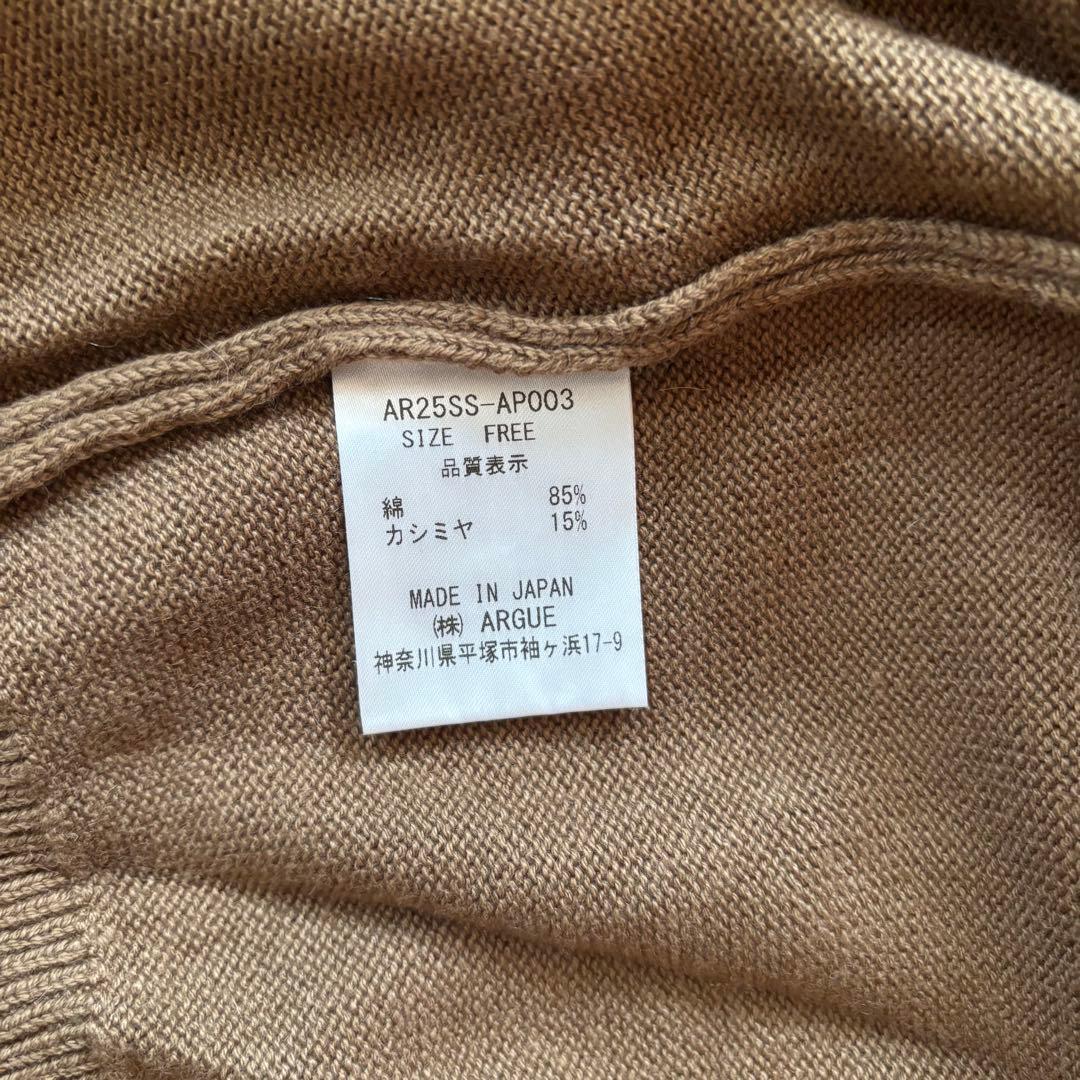 AR25SS-AP003
SIZE FREE
品質表示
綿 85%
カシミヤ 15%
MADE IN JAPAN
㈱ ARGUE
神奈川県平塚市袖ヶ浜17-9